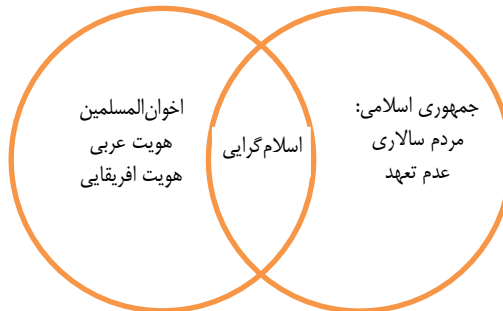 جمهوری اسلامی:
مردم سالاری
عدم تعهد
اسلام‌گرایی
اخوان‌المسلمین
هویت عربی
هویت افریقایی